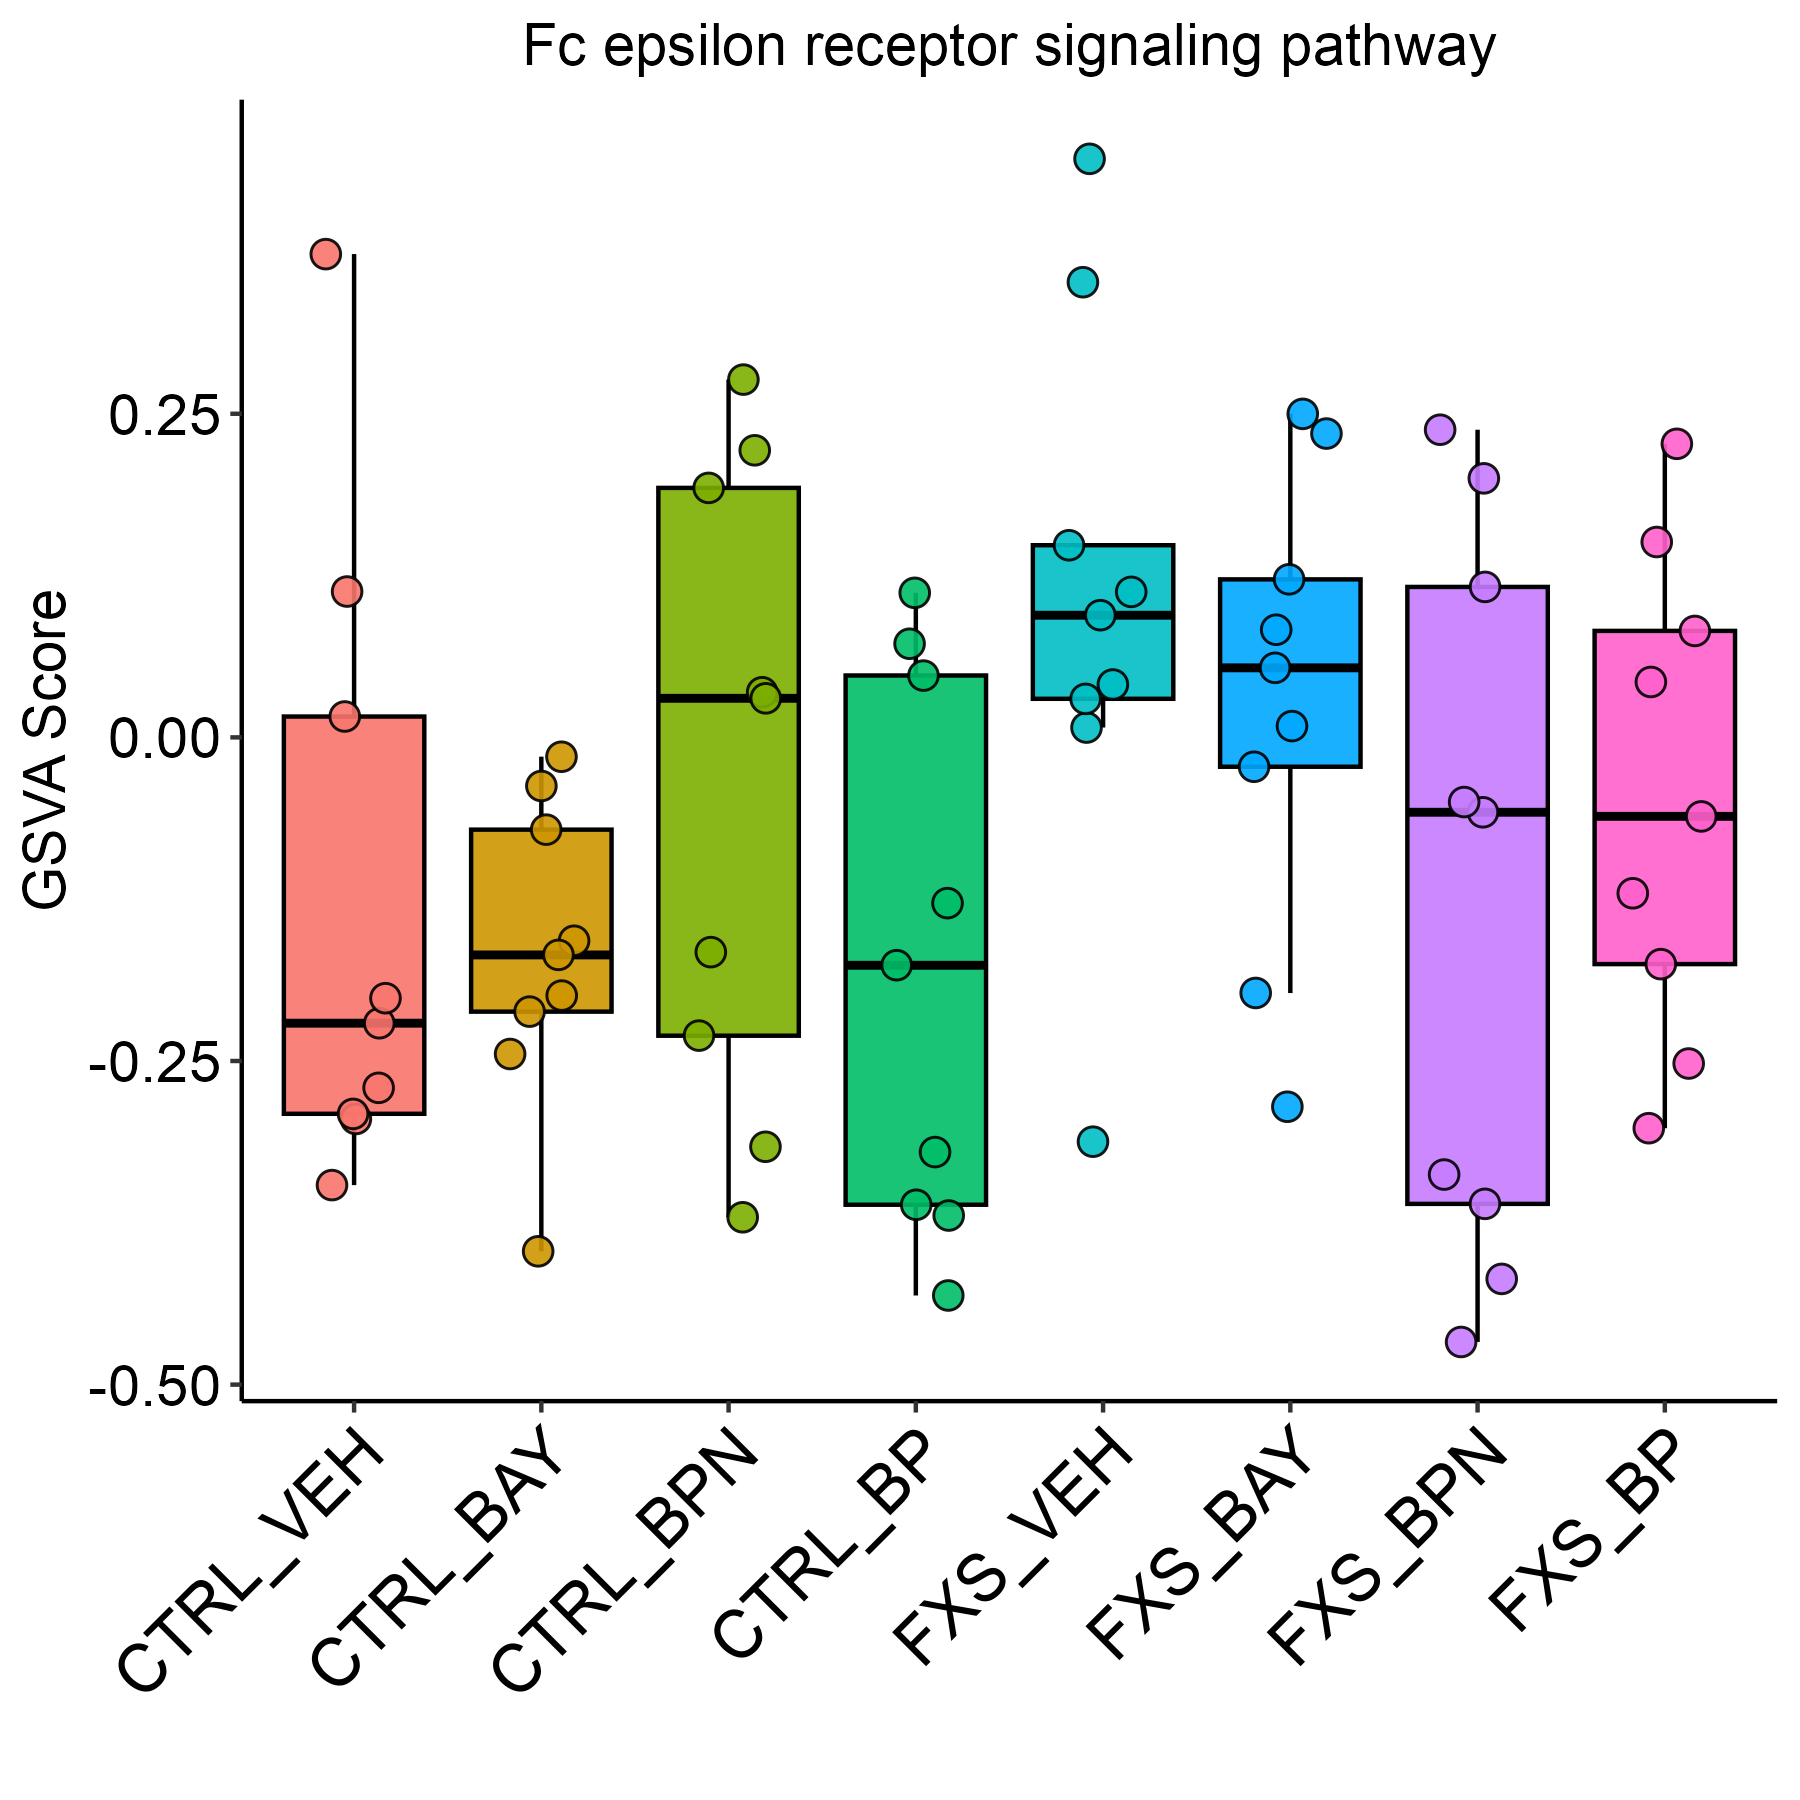 Fc epsilon receptor signaling pathway
GSVA Score
0.25
0.00
-0.25
-0.50
CTRL_VEH
CTRL_BAY
CTRL_BPN
CTRL_BP
FXS_VEH
FXS_BAY
FXS_BPN
FXS_BP